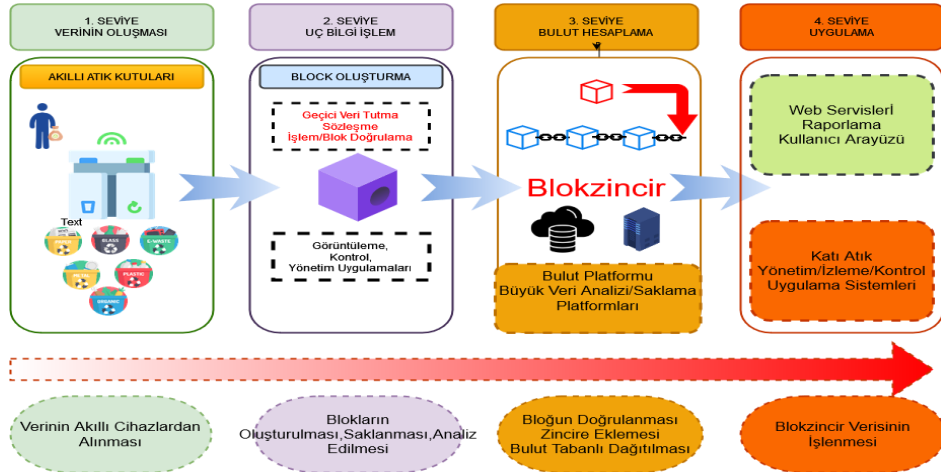 1. SEVİYE
VERİNİN OLUŞMASI
2. SEVİYE
UÇ BİLGİ İŞLEM
3. SEVİYE
BULUT HESAPLAMA
4. SEVİYE
UYGULAMA
AKILLI ATIK KUTULARI
Text
PAPER
GLASS
E-WASTE
METAL
PLASTIC
ORGANIC
BLOCK OLUŞTURMA
Geçici Veri Tutma
Sözleşme
İşlem/Blok Doğrulama
Görüntüleme,
Kontrol,
Yönetim Uygulamaları
Blokzincir
Bulut Platformu
Büyük Veri Analizi/Saklama
Platformları
Web Servisleri
Raporlama
Kullanıcı Arayüzü
Katı Atık
Yönetim/İzleme/Kontrol
Uygulama Sistemleri
Verinin Akıllı Cihazlardan
Alınması
Blokların
Oluşturulması,Saklanması,Analiz
Edilmesi
Bloğun Doğrulanması
Zincire Eklemesi
Bulut Tabanlı Dağıtılması
Blokzincir Verisinin
İşlenmesi